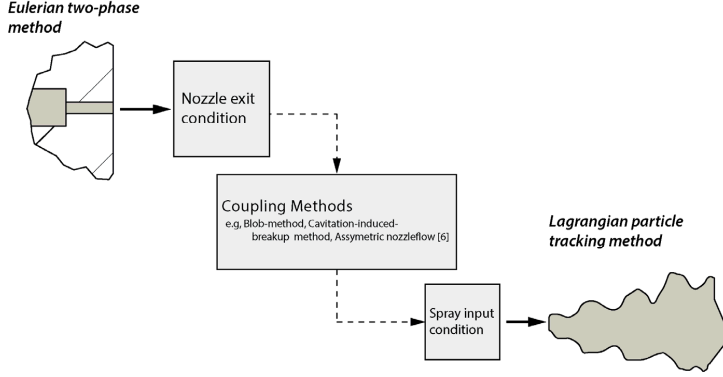 Eulerian two-phase
method
Nozzle exit
condition
Coupling Methods
e.g, Blob-method, Cavitation-induced-
breakup method, Assymetric nozzleflow [6]
Lagrangian particle
tracking method
Spray input
condition